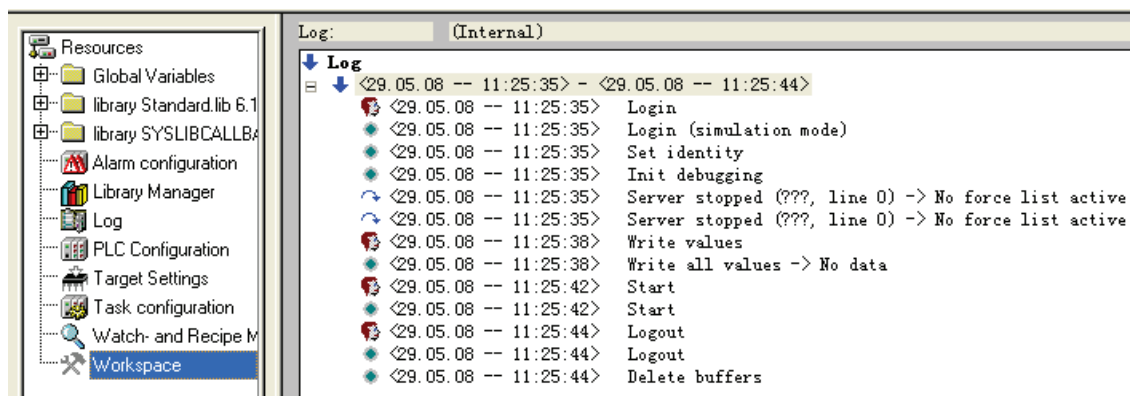 Resources
Global Variables
library Standard.lib 6.1
library SYSLIBCALLBA
Alarm configuration
Library Manager
Log
PLC Configuration
Target Settings
Task configuration
Watch- and Recipe M
Workspace
Log: (Internal)
Log
<29.05.08 -- 11:25:35> - <29.05.08 -- 11:25:44>
<29.05.08 -- 11:25:35> Login
<29.05.08 -- 11:25:35> Login (simulation mode)
<29.05.08 -- 11:25:35> Set identity
<29.05.08 -- 11:25:35> Init debugging
<29.05.08 -- 11:25:35> Server stopped (???, line 0) -> No force list active
<29.05.08 -- 11:25:35> Server stopped (???, line 0) -> No force list active
<29.05.08 -- 11:25:38> Write values
<29.05.08 -- 11:25:38> Write all values -> No data
<29.05.08 -- 11:25:42> Start
<29.05.08 -- 11:25:42> Start
<29.05.08 -- 11:25:44> Logout
<29.05.08 -- 11:25:44> Logout
<29.05.08 -- 11:25:44> Delete buffers